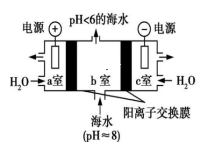 pH<6的海水
电源 + − 电源
H₂O a室 b 室 c室 H₂O
阳离子交换膜
海水
(pH≈8)